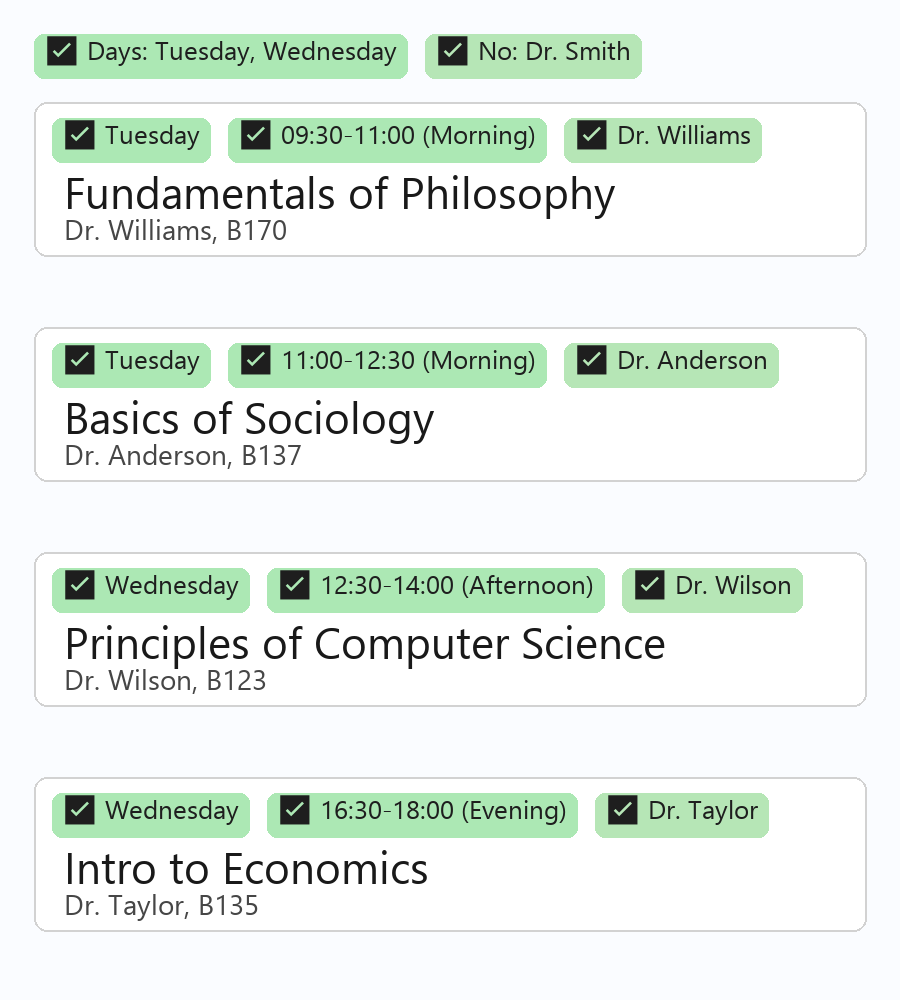 Days: Tuesday, Wednesday No: Dr. Smith
Tuesday 09:30-11:00 (Morning) Dr. Williams
Fundamentals of Philosophy
Dr. Williams, B170
Tuesday 11:00-12:30 (Morning) Dr. Anderson
Basics of Sociology
Dr. Anderson, B137
Wednesday 12:30-14:00 (Afternoon) Dr. Wilson
Principles of Computer Science
Dr. Wilson, B123
Wednesday 16:30-18:00 (Evening) Dr. Taylor
Intro to Economics
Dr. Taylor, B135